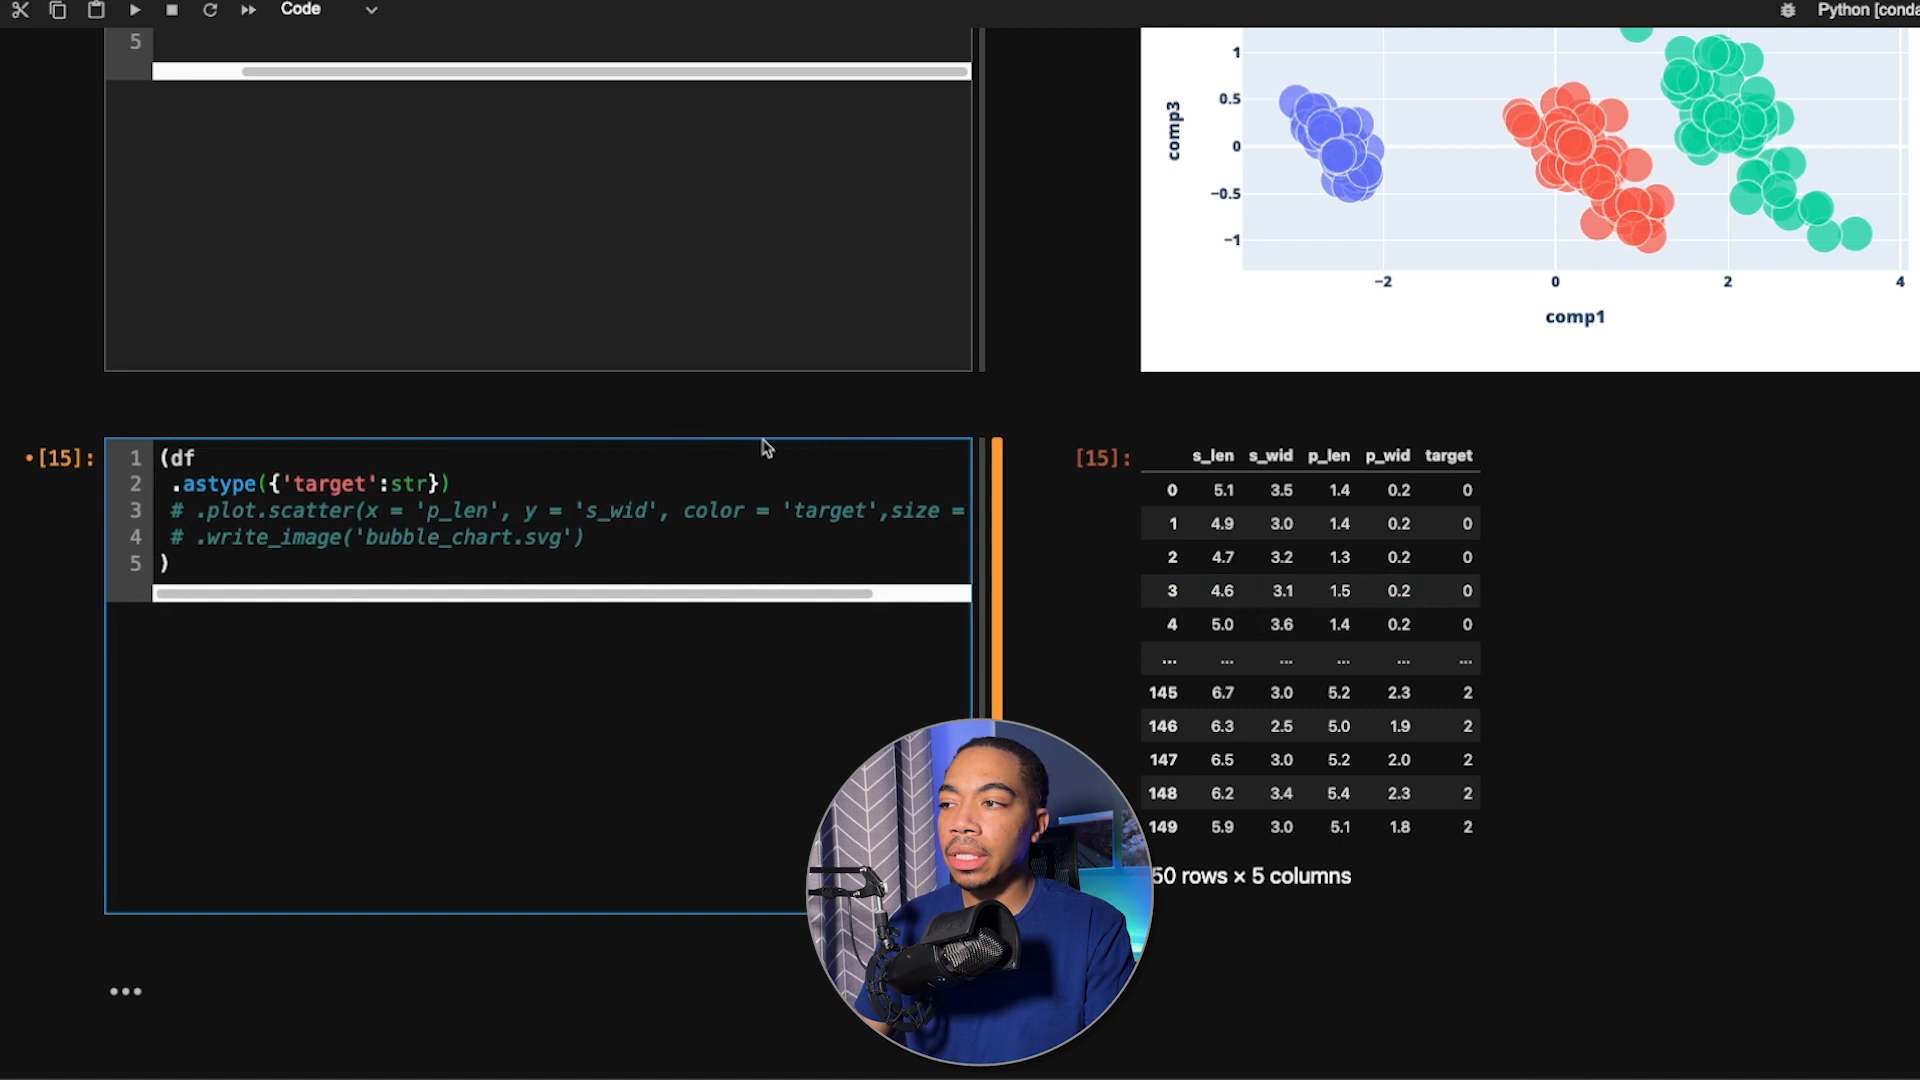 Code
Python [conda
5
1
0.5
0
−0.5
−1
comp3
−2 0 2 4
comp1
[15]:
1 (df
2 .astype({'target':str})
3 # .plot.scatter(x = 'p_len', y = 's_wid', color = 'target',size =
4 # .write_image('bubble_chart.svg')
5 )
[15]:
s_len s_wid p_len p_wid target
0 5.1 3.5 1.4 0.2 0
1 4.9 3.0 1.4 0.2 0
2 4.7 3.2 1.3 0.2 0
3 4.6 3.1 1.5 0.2 0
4 5.0 3.6 1.4 0.2 0
... ... ... ... ... ...
145 6.7 3.0 5.2 2.3 2
146 6.3 2.5 5.0 1.9 2
147 6.5 3.0 5.2 2.0 2
148 6.2 3.4 5.4 2.3 2
149 5.9 3.0 5.1 1.8 2
50 rows × 5 columns